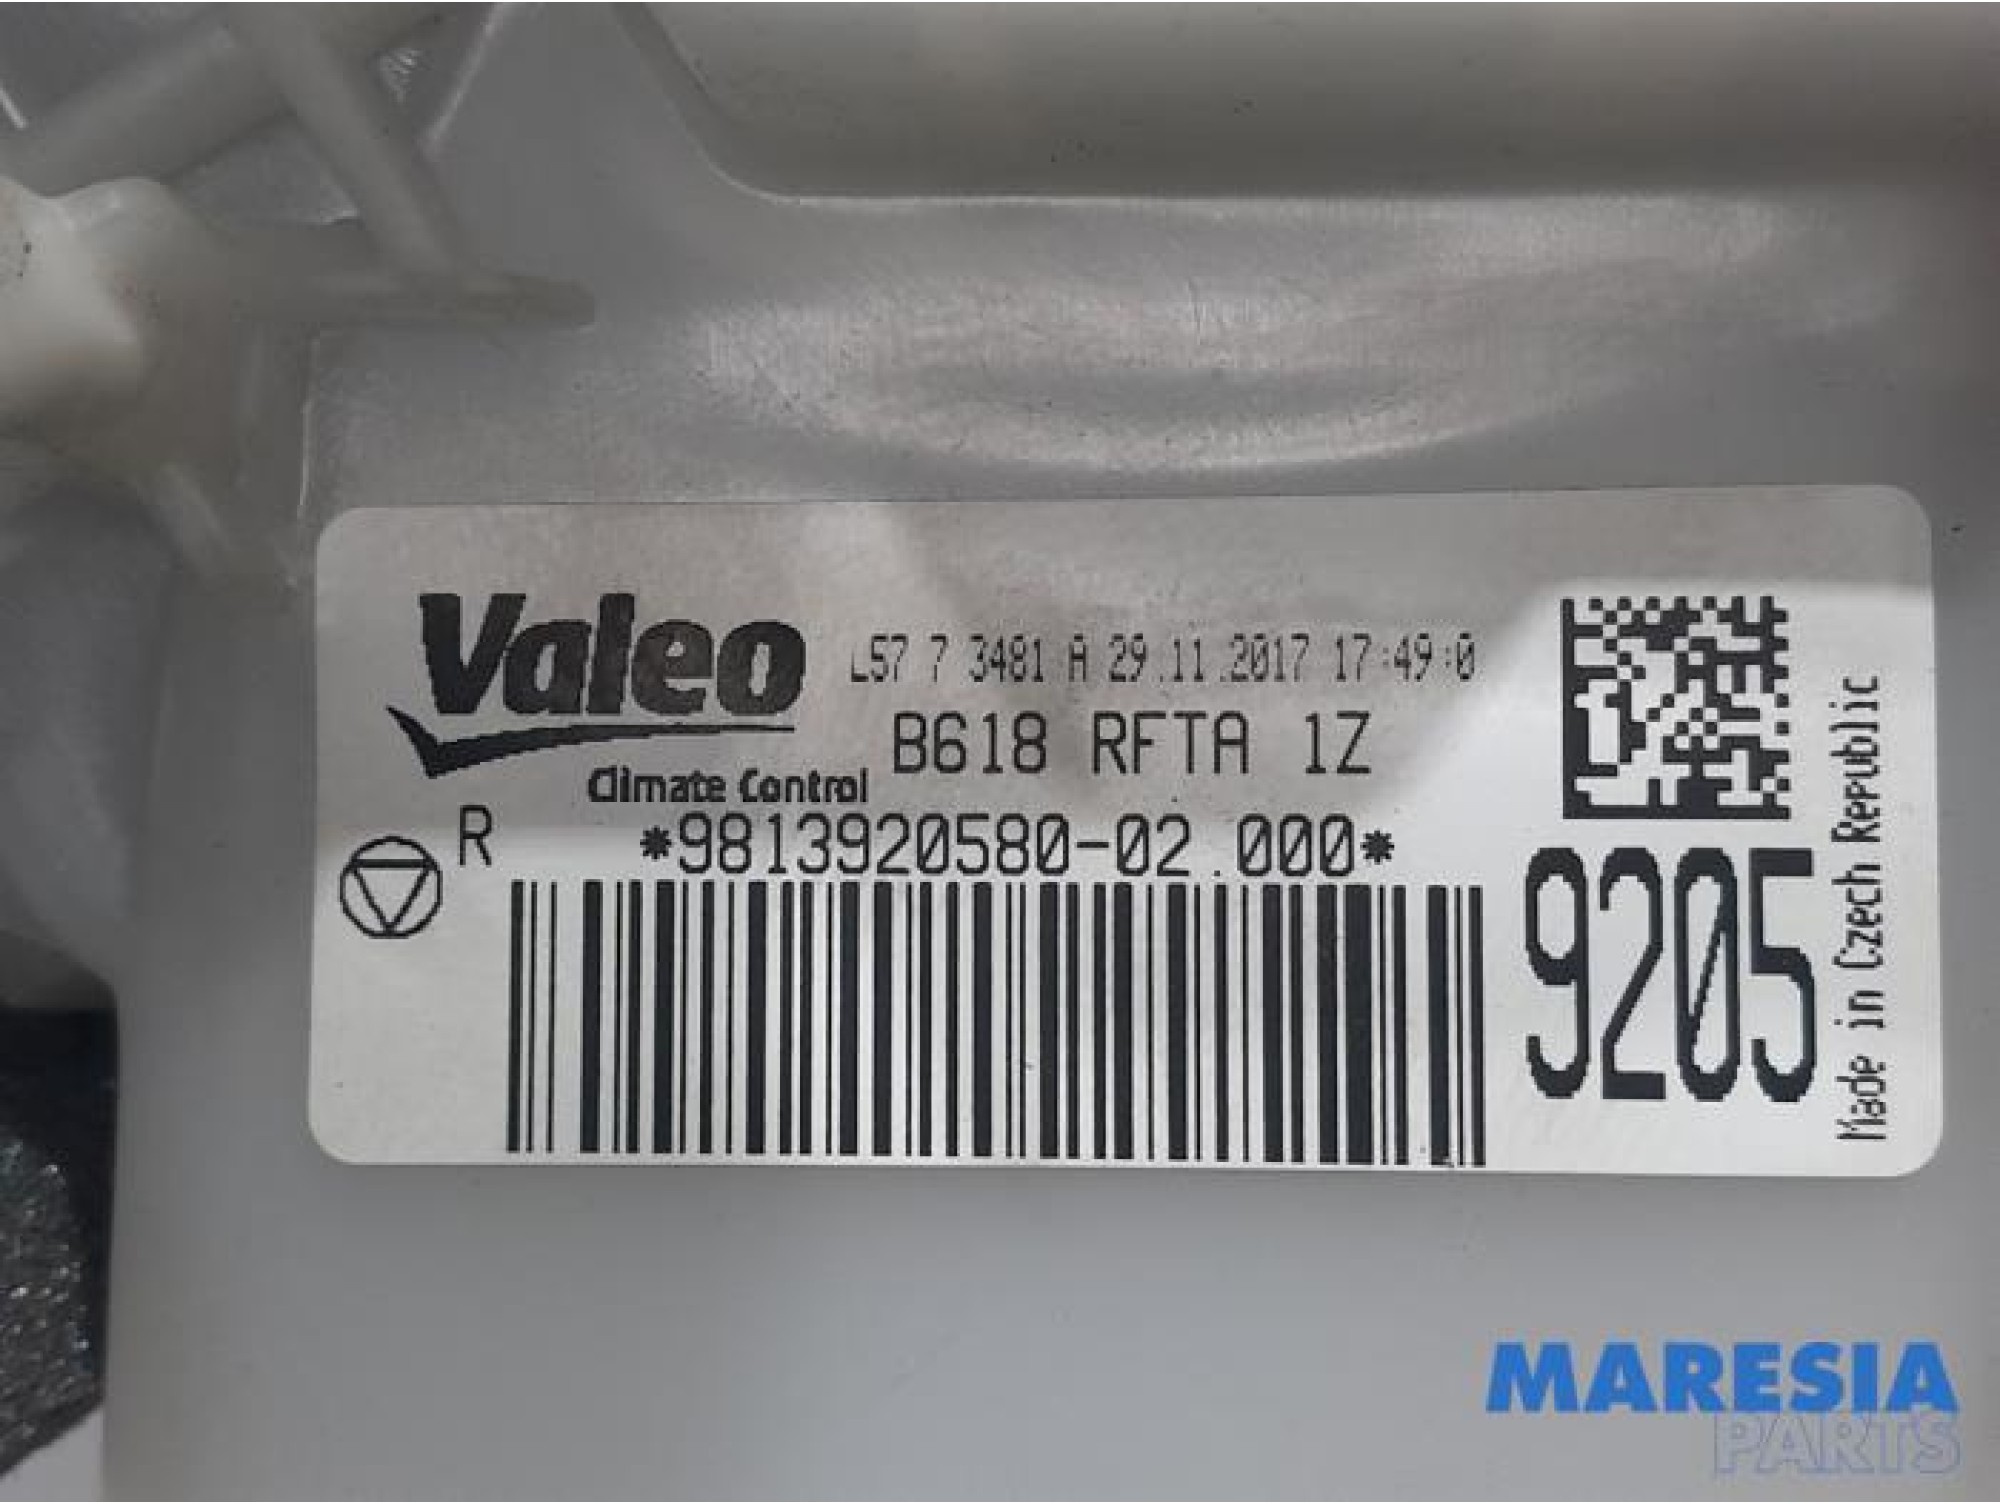 Valeo
L57 7 3481 A 29.11.2017 17:49:0
B618 RFTA 1Z
Climate Control
R
*9813920580-02.000*
9205
Made in Czech Republic
MARESIA
PARTS